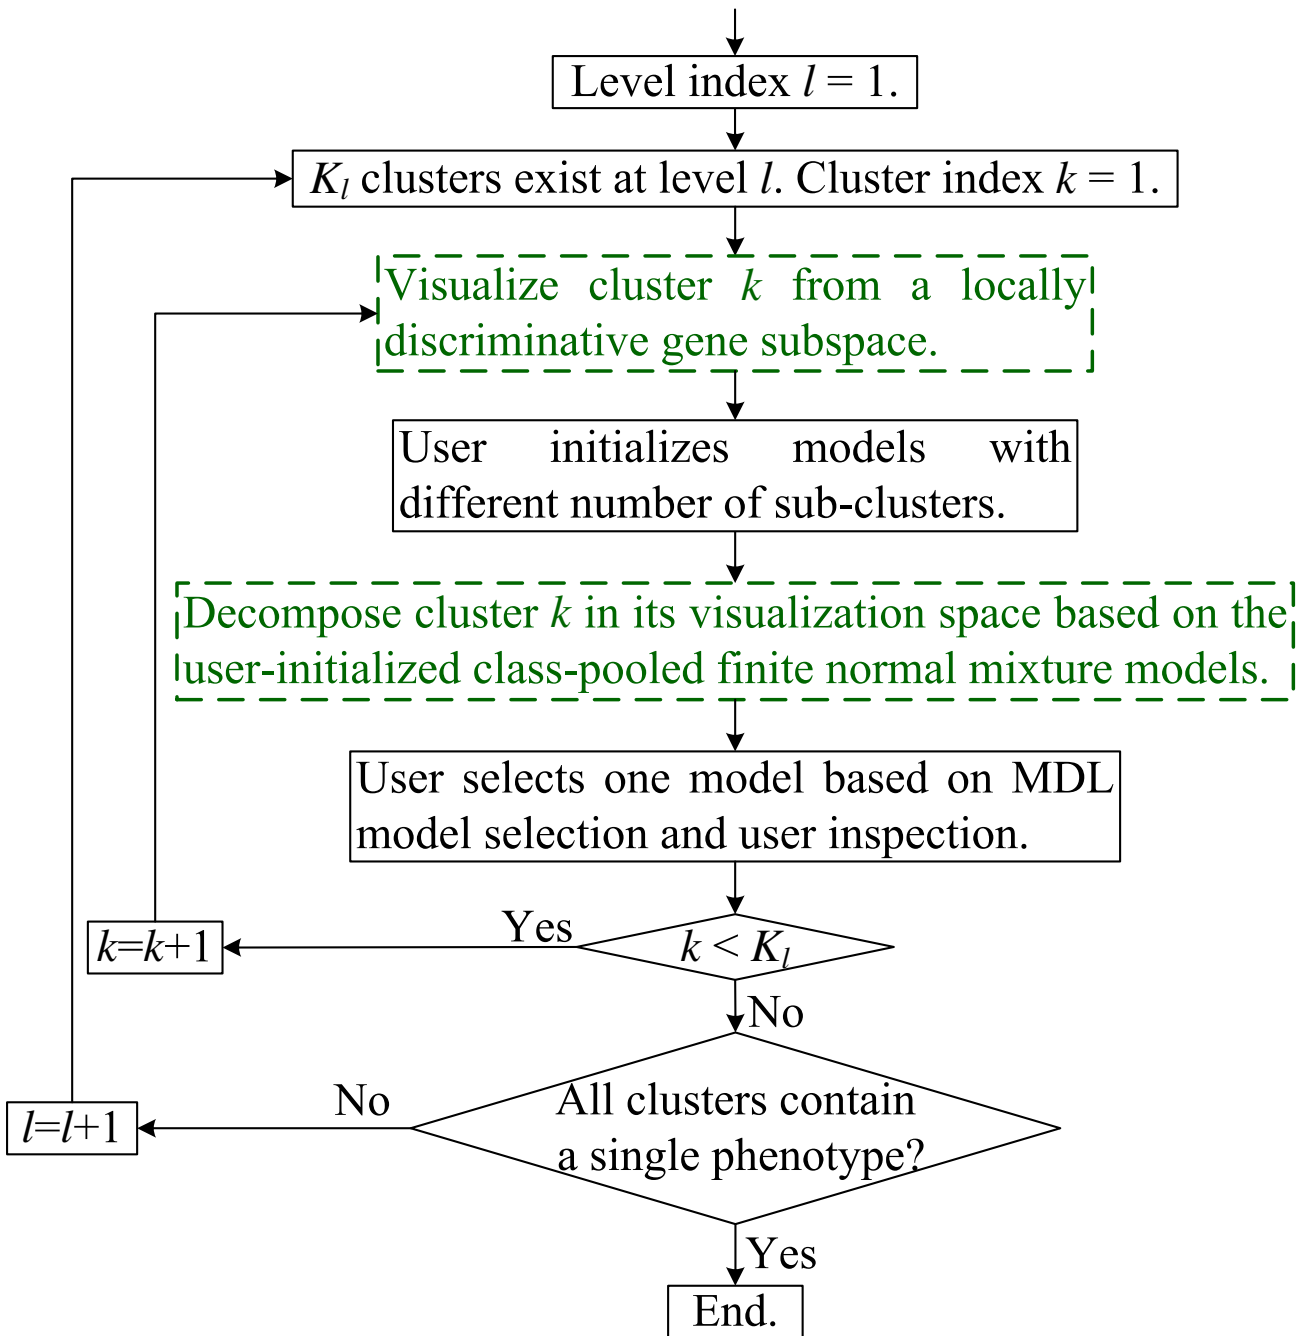 Level index l = 1.
K_l clusters exist at level l. Cluster index k = 1.
Visualize cluster k from a locally
discriminative gene subspace.
User initializes models with
different number of sub-clusters.
Decompose cluster k in its visualization space based on the
user-initialized class-pooled finite normal mixture models.
User selects one model based on MDL
model selection and user inspection.
Yes
k=k+1
k < K_l
No
No
All clusters contain
a single phenotype?
l=l+1
Yes
End.